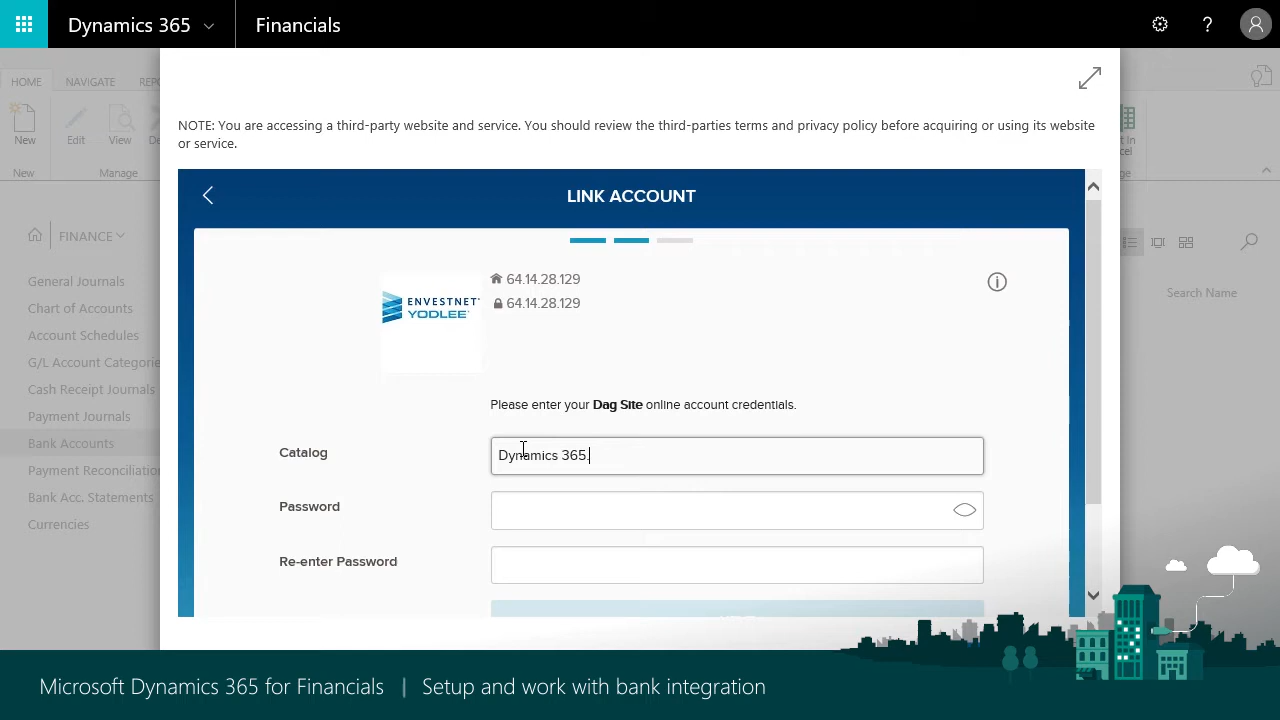 Dynamics 365
Financials
?
HOME
NAVIGATE
New
Edit
View
New
Manage
NOTE: You are accessing a third-party website and service. You should review the third-parties terms and privacy policy before acquiring or using its website
or service.
LINK ACCOUNT
FINANCE
General Journals
Chart of Accounts
Account Schedules
G/L Account Categorie
Cash Receipt Journals
Payment Journals
Bank Accounts
Payment Reconciliation
Bank Acc. Statements
Currencies
Search Name
ENVESTNET
YODLEE
64.14.28.129
64.14.28.129
Please enter your Dag Site online account credentials.
Catalog
Dynamics 365.
Password
Re-enter Password
Microsoft Dynamics 365 for Financials | Setup and work with bank integration